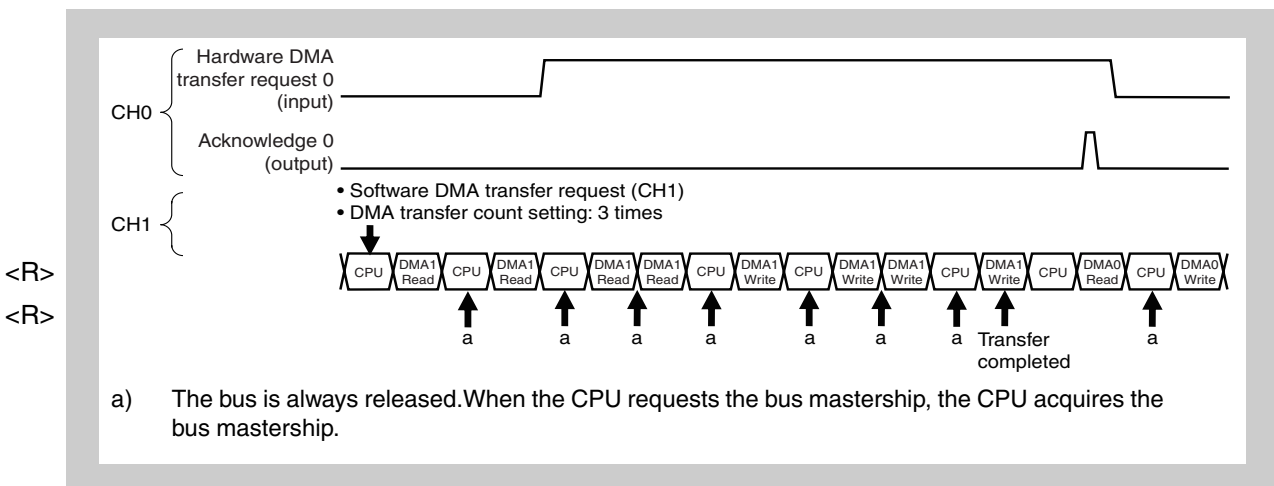 Hardware DMA
transfer request 0
(input)
CH0
Acknowledge 0
(output)
• Software DMA transfer request (CH1)
• DMA transfer count setting: 3 times
CH1
<R>
CPU DMA1 Read CPU DMA1 Read CPU DMA1 Read DMA1 Read CPU DMA1 Write CPU DMA1 Write DMA1 Write CPU DMA1 Write CPU DMA0 Read CPU DMA0 Write
<R>
a a a a a a a Transfer completed a
a) The bus is always released.When the CPU requests the bus mastership, the CPU acquires the
bus mastership.